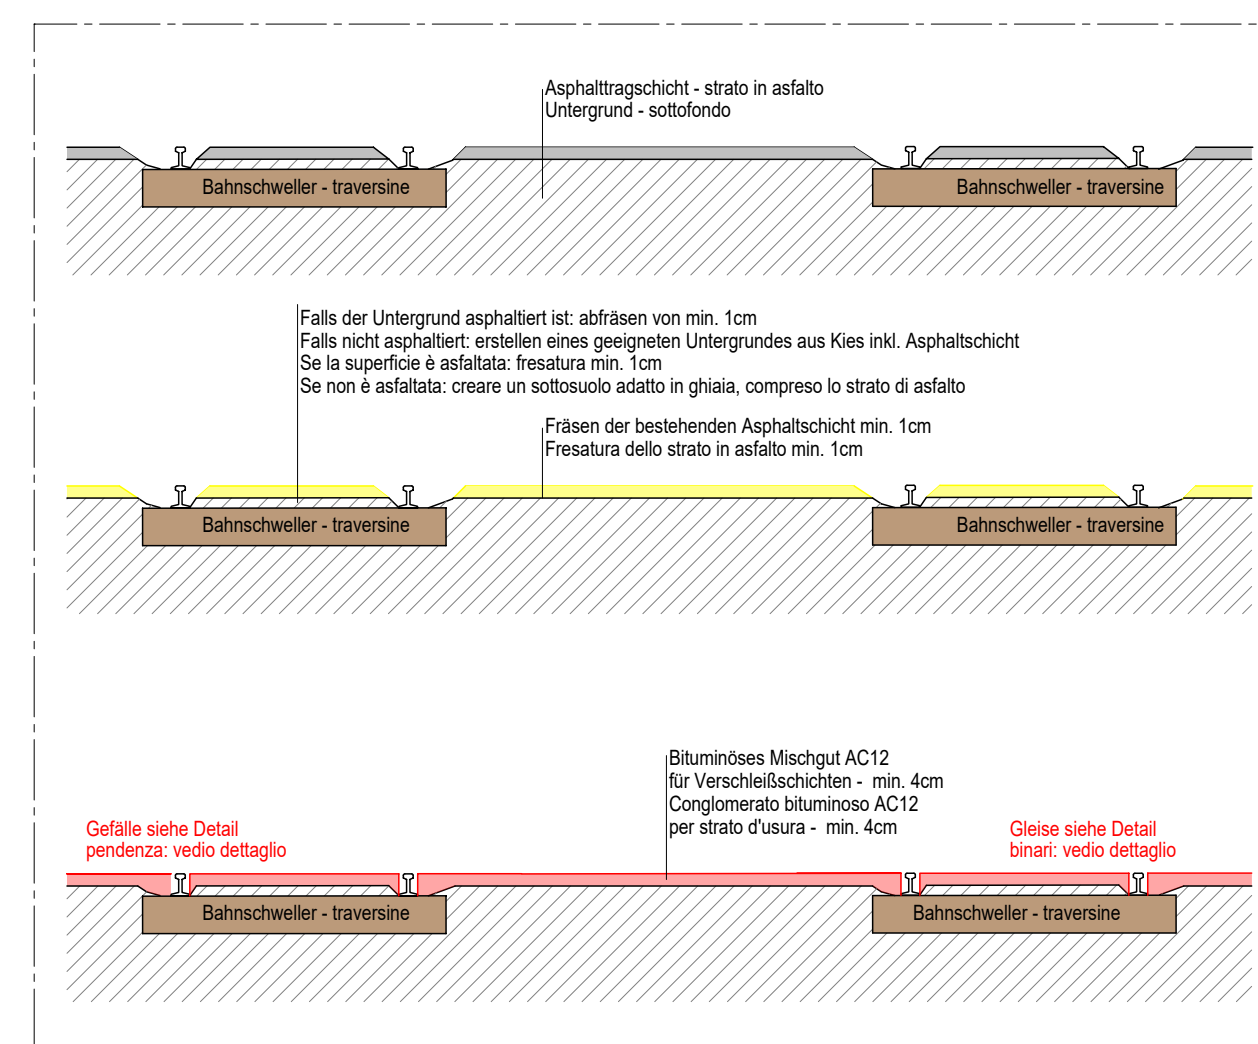 Asphalttragschicht - strato in asfalto
Untergrund - sottofondo
Bahnschweller - traversine
Bahnschweller - traversine
Falls der Untergrund asphaltiert ist: abfräsen von min. 1cm
Falls nicht asphaltiert: erstellen eines geeigneten Untergrundes aus Kies inkl. Asphaltschicht
Se la superficie è asfaltata: fresatura min. 1cm
Se non è asfaltata: creare un sottosuolo adatto in ghiaia, compreso lo strato di asfalto
Fräsen der bestehenden Asphaltschicht min. 1cm
Fresatura dello strato in asfalto min. 1cm
Bahnschweller - traversine
Bahnschweller - traversine
Bituminöses Mischgut AC12
für Verschleißschichten - min. 4cm
Conglomerato bituminoso AC12
per strato d'usura - min. 4cm
Gefälle siehe Detail
pendenza: vedio dettaglio
Gleise siehe Detail
binari: vedio dettaglio
Bahnschweller - traversine
Bahnschweller - traversine